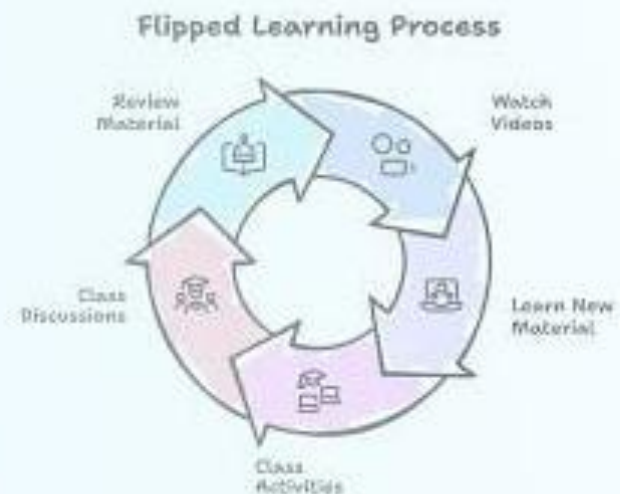 Flipped Learning Process
Review
Material
Watch
Videos
Class
Discussions
Learn New
Material
Class
Activities